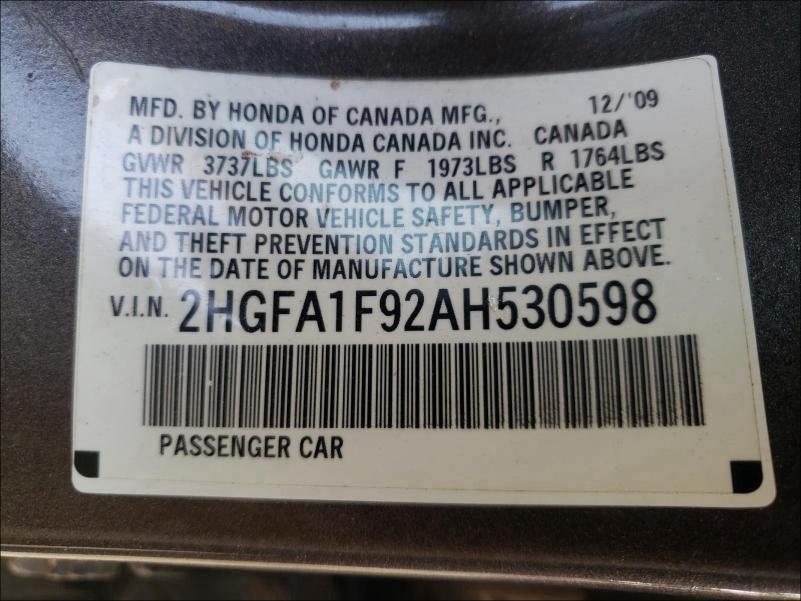 MFD. BY HONDA OF CANADA MFG., 12/'09
A DIVISION OF HONDA CANADA INC. CANADA
GVWR 3737LBS GAWR F 1973LBS R 1764LBS
THIS VEHICLE CONFORMS TO ALL APPLICABLE
FEDERAL MOTOR VEHICLE SAFETY, BUMPER,
AND THEFT PREVENTION STANDARDS IN EFFECT
ON THE DATE OF MANUFACTURE SHOWN ABOVE.
V.I.N. 2HGFA1F92AH530598
PASSENGER CAR